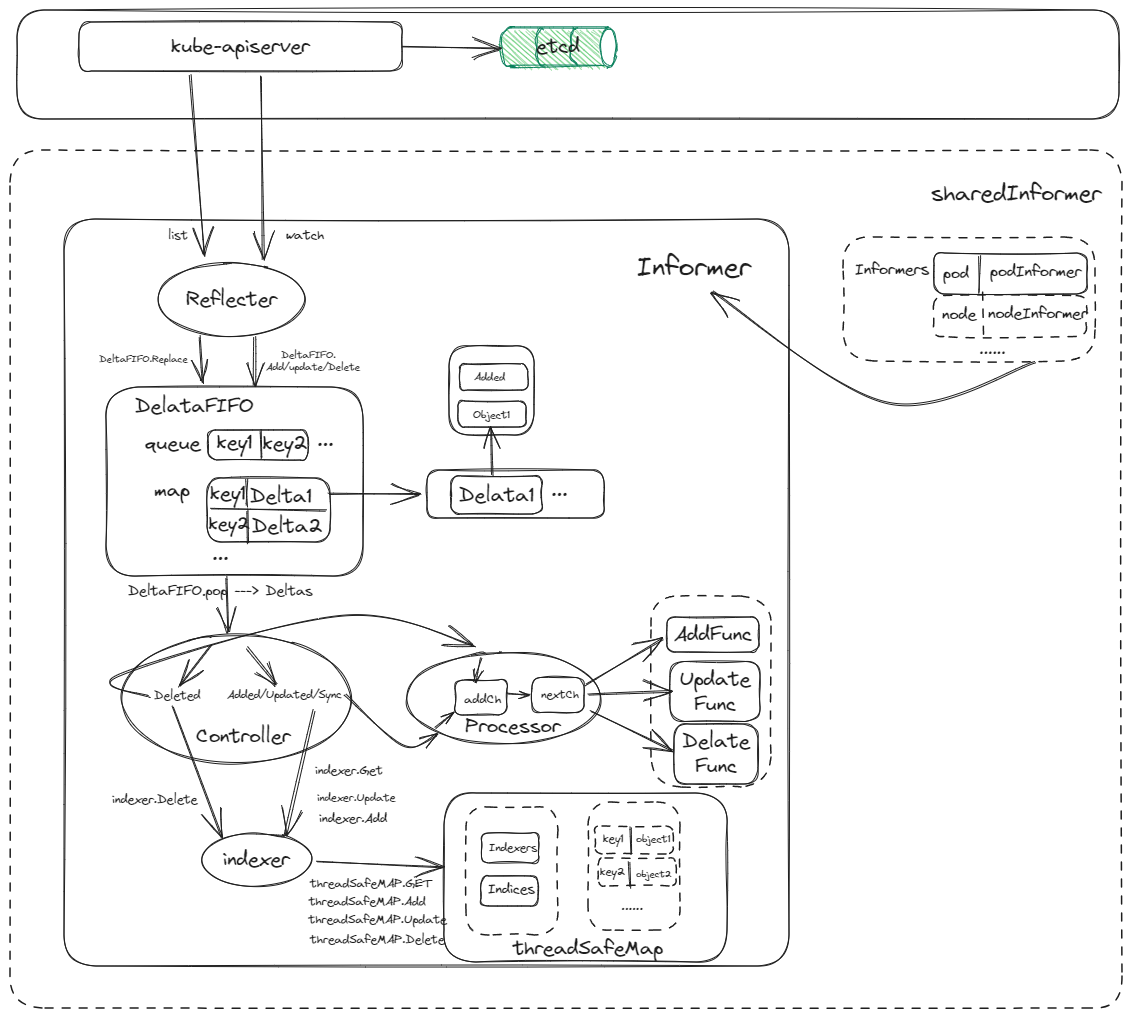 kube-apiserver
etcd
sharedInformer
list
watch
Informer
Informers
pod
podInformer
node
nodeInformer
......
Reflecter
DeltaFIFO.Replace
DeltaFIFO.
Add/update/Delete
DelataFIFO
queue
key1
key2
...
map
key1
Delta1
key2
Delta2
...
Added
Object1
Delata1
...
DeltaFIFO.pop ---> Deltas
Deleted
Added/Updated/Sync
Controller
addCh
nextCh
Processor
AddFunc
Update
Func
Delate
Func
indexer.Get
indexer.Delete
indexer.Update
indexer.Add
indexer
threadSafeMAP.GET
threadSafeMAP.Add
threadSafeMAP.Update
threadSafeMAP.Delete
Indexers
Indices
key1
object1
key2
object2
......
threadSafeMap